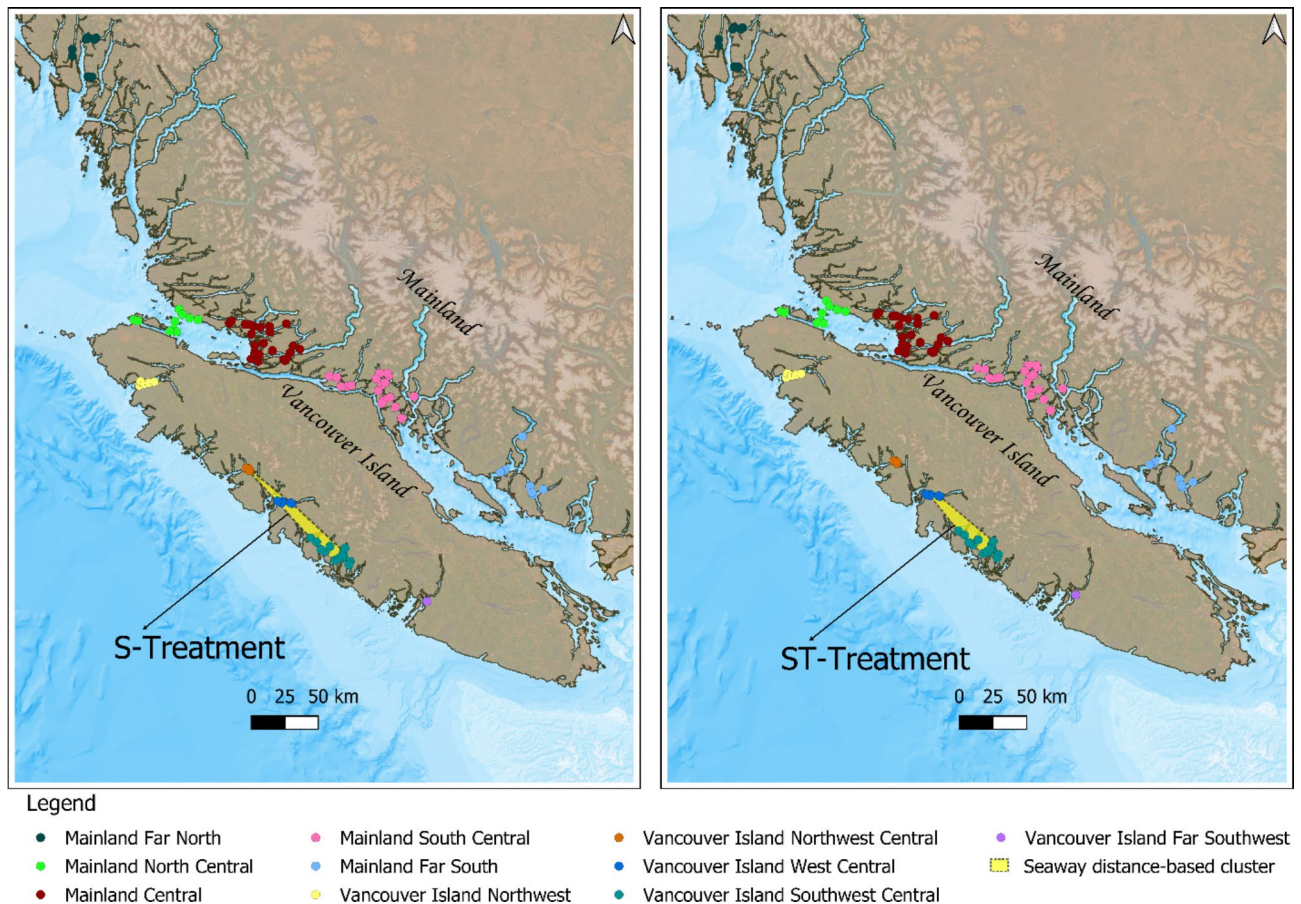 Mainland
Vancouver Island
S-Treatment
0 25 50 km
Mainland
Vancouver Island
ST-Treatment
0 25 50 km
Legend
Mainland Far North
Mainland North Central
Mainland Central
Mainland South Central
Mainland Far South
Vancouver Island Northwest
Vancouver Island Northwest Central
Vancouver Island West Central
Vancouver Island Southwest Central
Vancouver Island Far Southwest
Seaway distance-based cluster